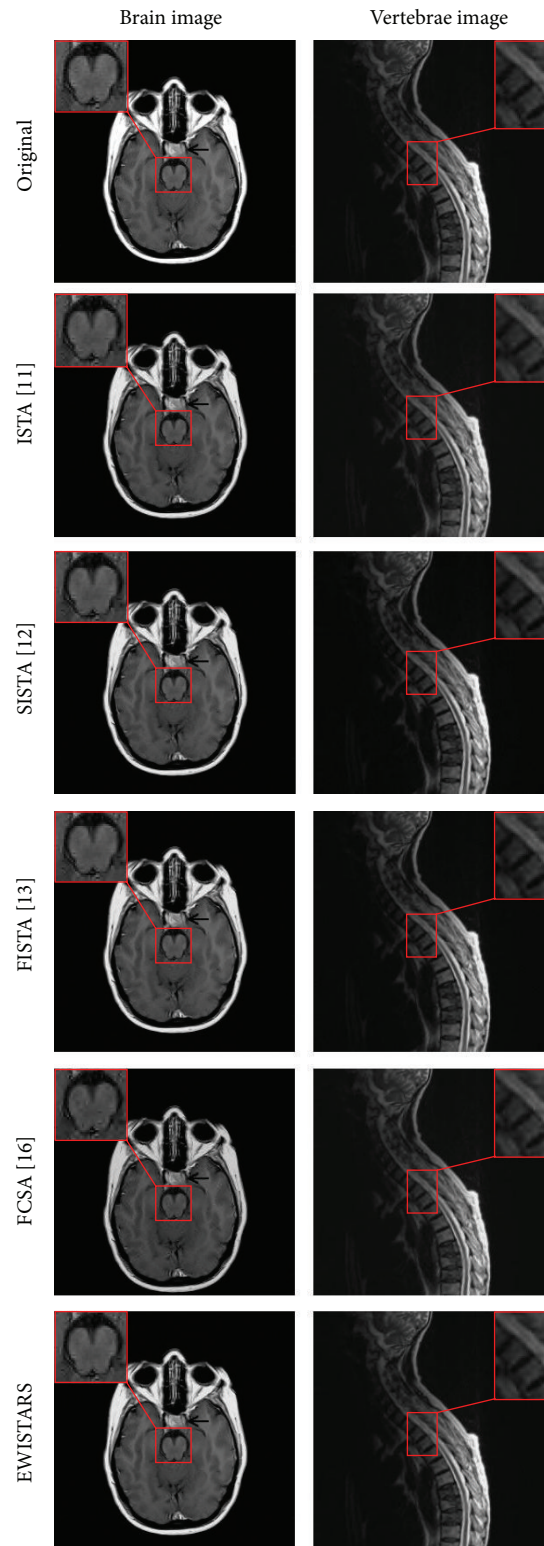 Brain image
Vertebrae image
Original
ISTA [11]
SISTA [12]
FISTA [13]
FCSA [16]
EWISTARS